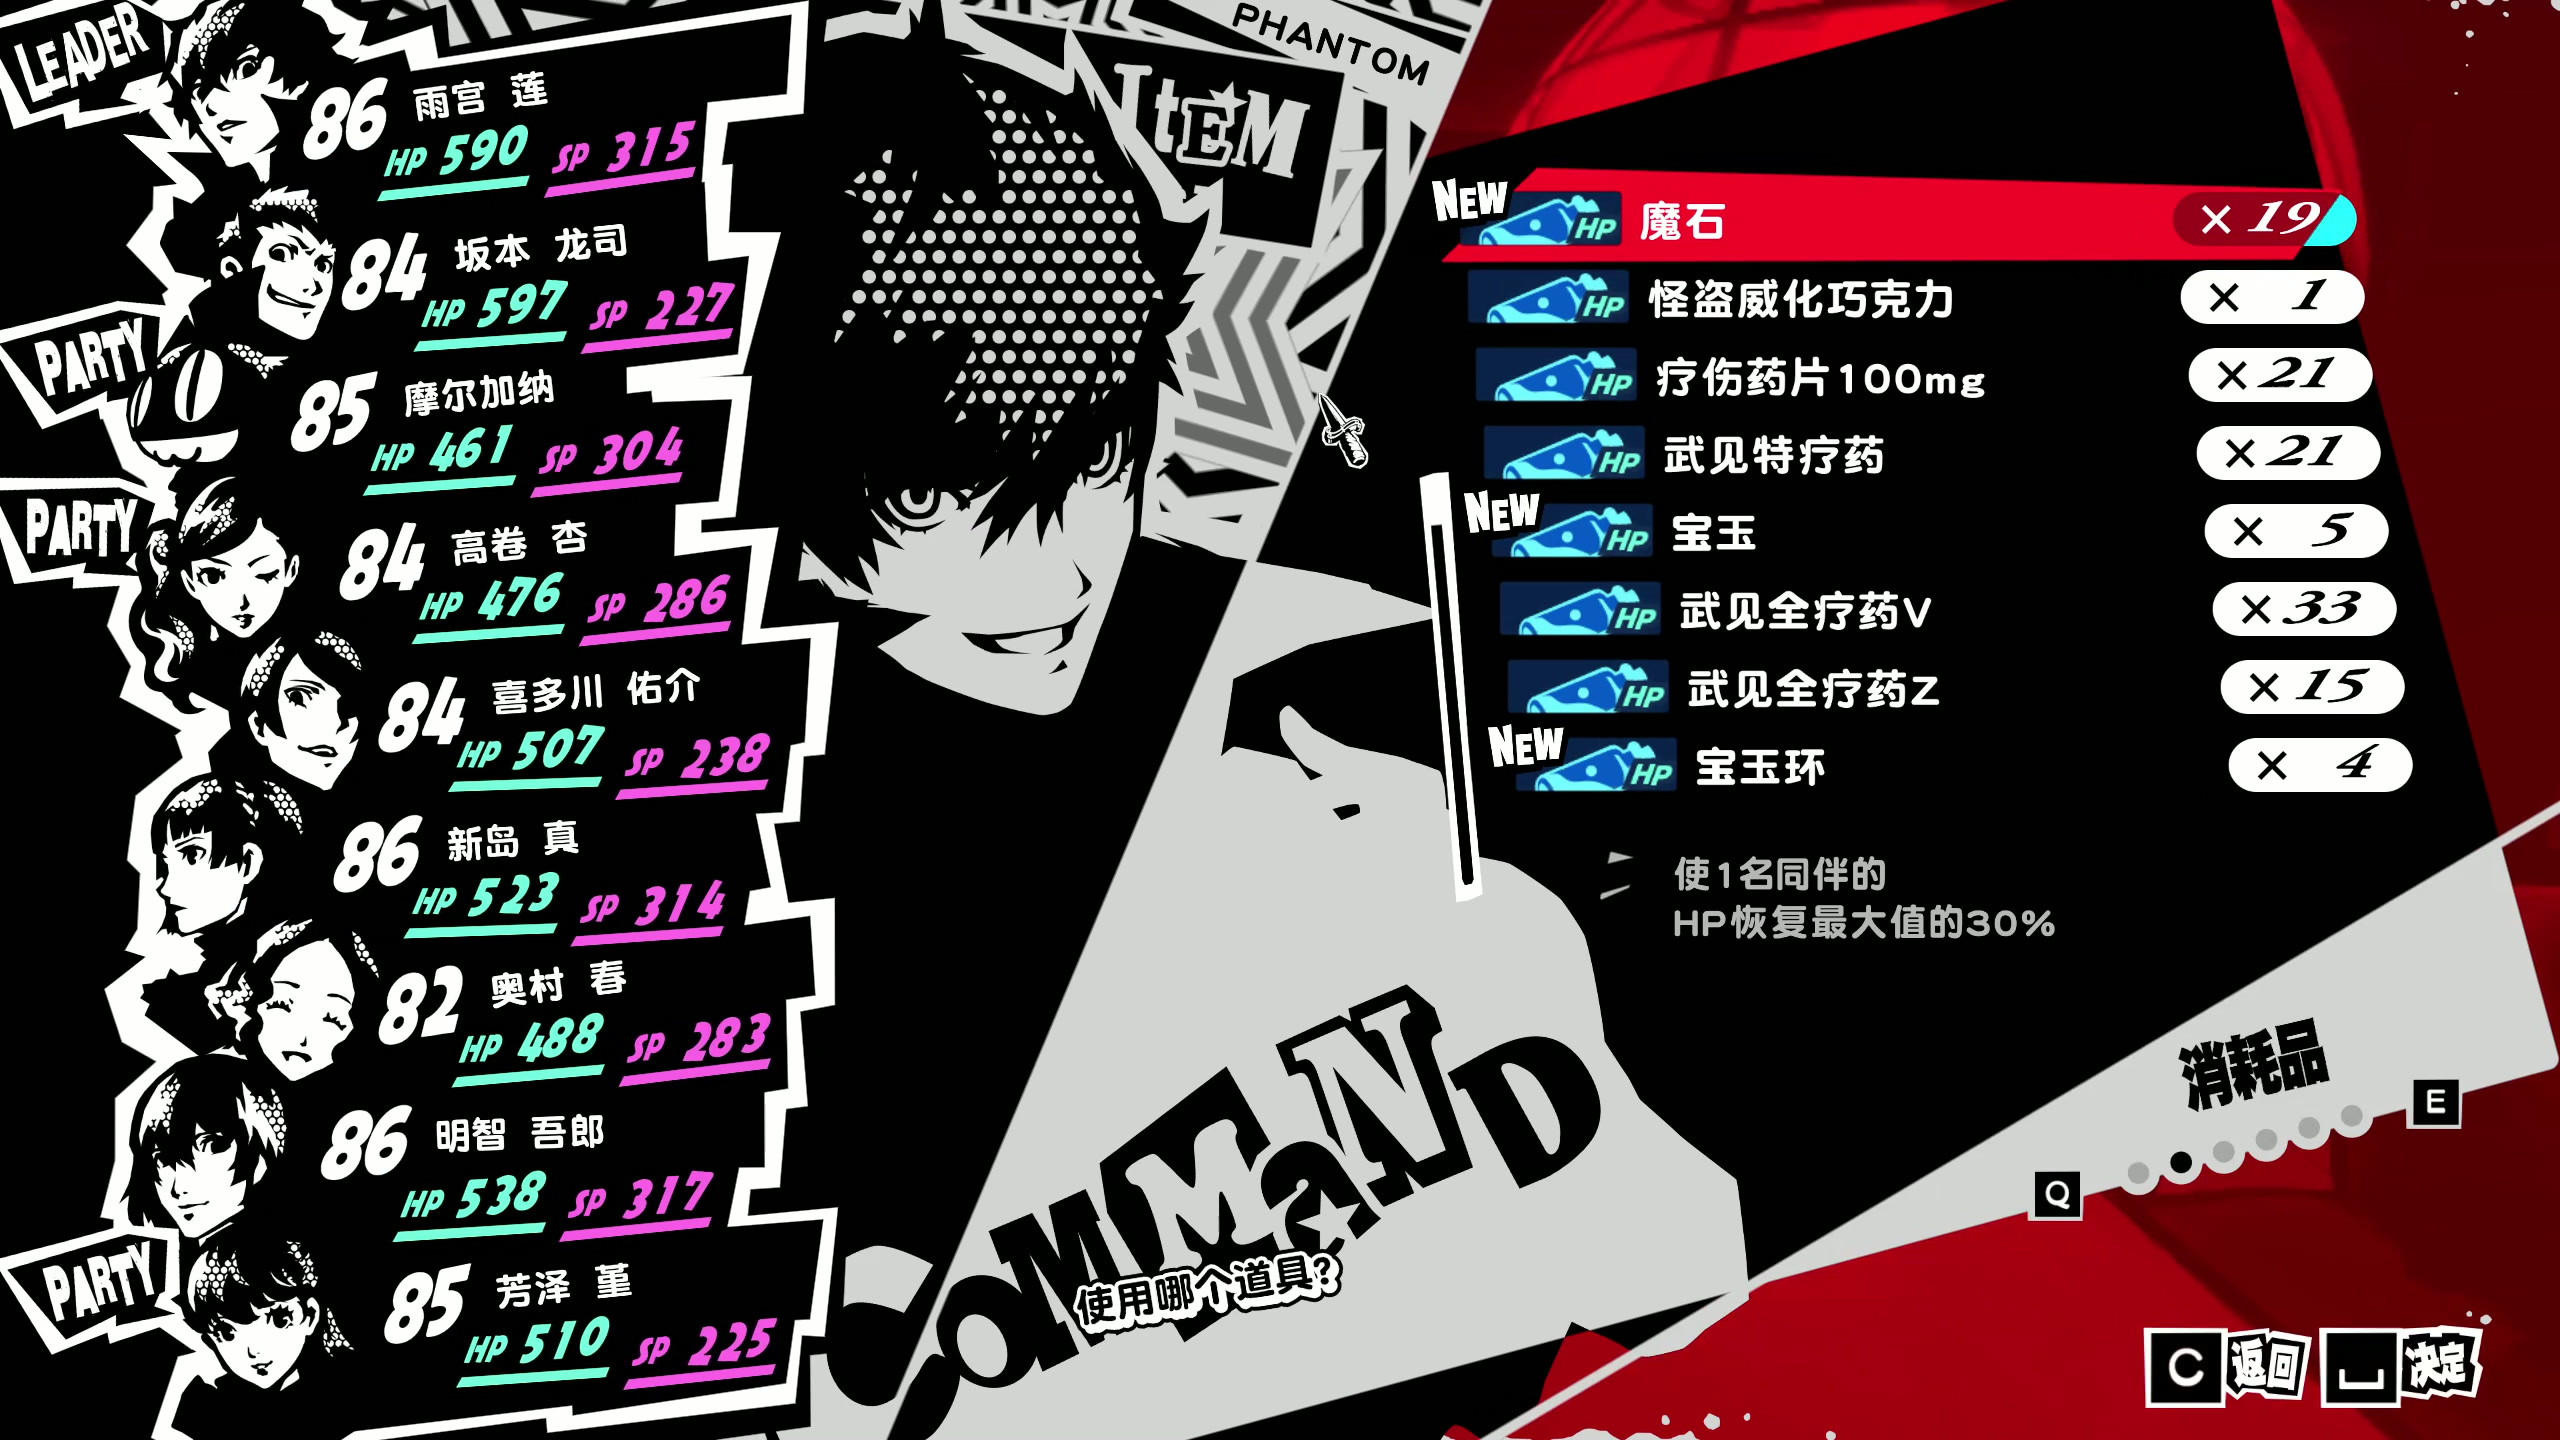 LEADER
86 雨宫 莲
HP 590 SP 315
84 坂本 龙司
HP 597 SP 227
PARTY
85 摩尔加纳
HP 461 SP 304
PARTY
84 高卷 杏
HP 476 SP 286
84 喜多川 佑介
HP 507 SP 238
86 新岛 真
HP 523 SP 314
82 奥村 春
HP 488 SP 283
86 明智 吾郎
HP 538 SP 317
PARTY
85 芳泽 堇
HP 510 SP 225
PHANTOM
ItEM
NEW HP 魔石 × 19
HP 怪盗威化巧克力 × 1
HP 疗伤药片100mg × 21
HP 武见特疗药 × 21
NEW HP 宝玉 × 5
HP 武见全疗药V × 33
HP 武见全疗药Z × 15
NEW HP 宝玉环 × 4
使1名同伴的
HP恢复最大值的30%
COMMaND
使用哪个道具?
消耗品
Q E
C 返回 决定